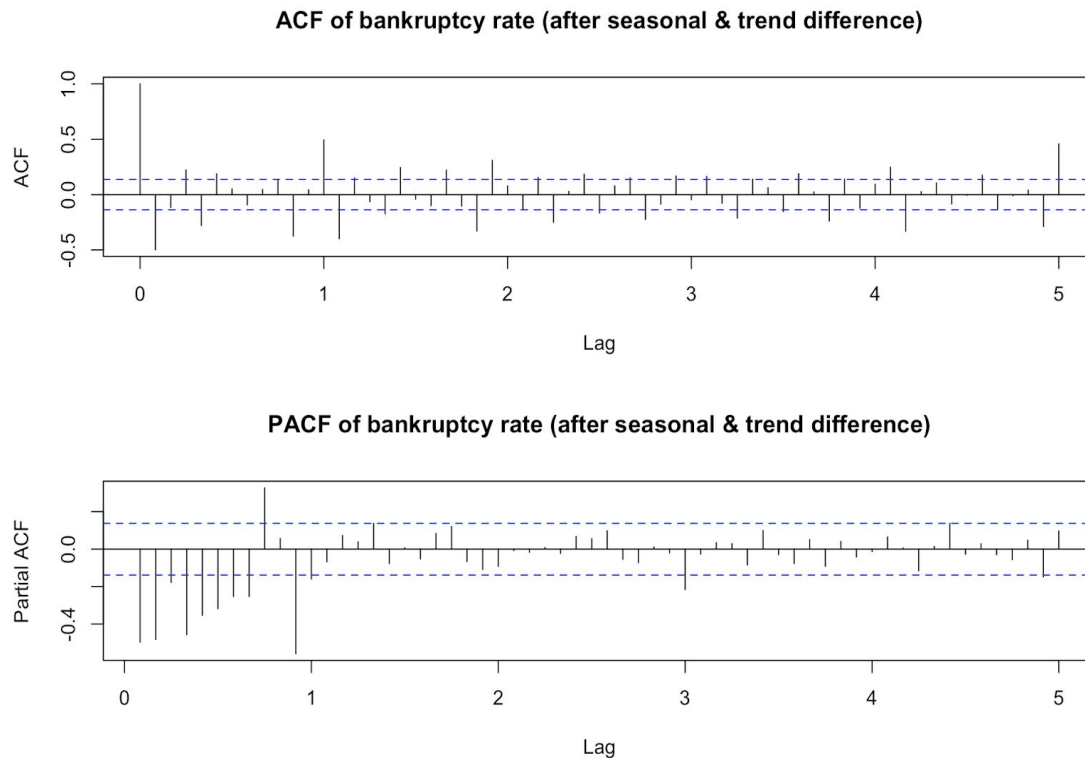 ACF of bankruptcy rate (after seasonal & trend difference)
1.0
0.5
0.0
-0.5
ACF
0 1 2 3 4 5
Lag
PACF of bankruptcy rate (after seasonal & trend difference)
0.0
-0.4
Partial ACF
0 1 2 3 4 5
Lag